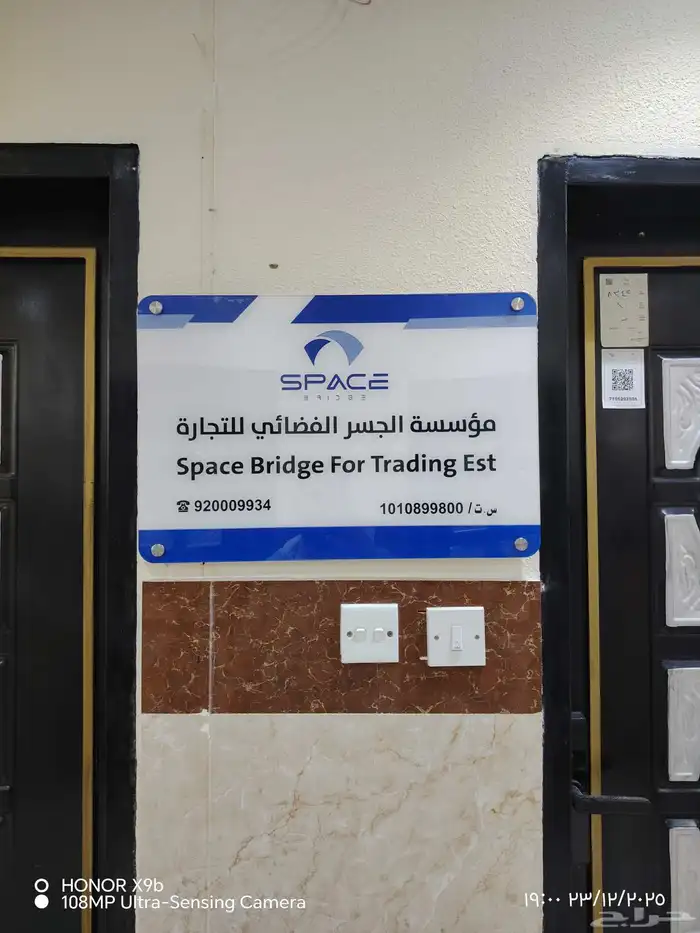 SPACE
BRIDGE
مؤسسة الجسر الفضائي للتجارة
Space Bridge For Trading Est
☎ 920009934
س.ت/ 1010899800
HONOR X9b
108MP Ultra-Sensing Camera
١٩:٠٠ ٢٣/١٢/٢٠٢٥
حراج